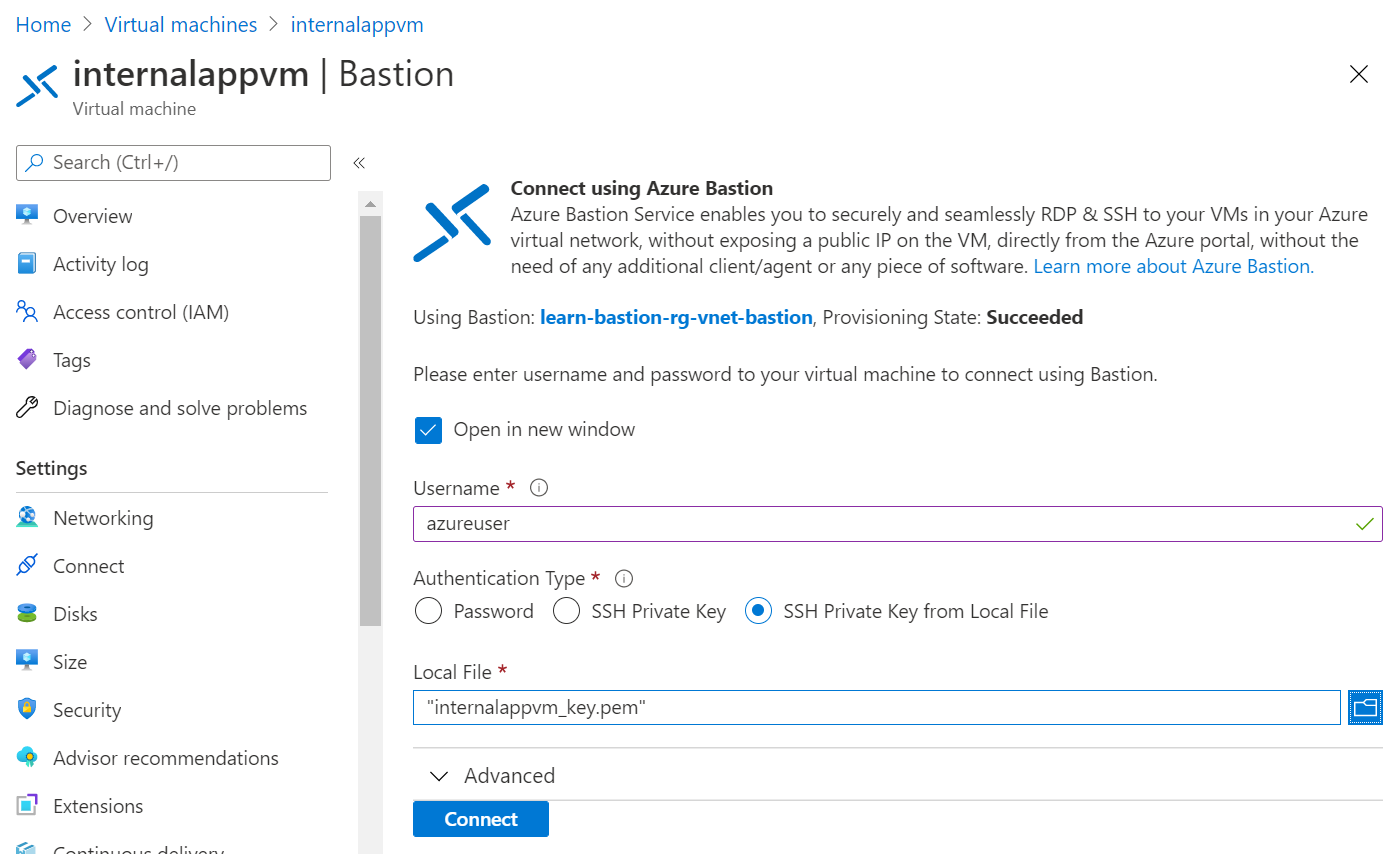 Home > Virtual machines > internalappvm
internalappvm | Bastion
Virtual machine
Search (Ctrl+/)
«
Overview
Activity log
Access control (IAM)
Tags
Diagnose and solve problems
Settings
Networking
Connect
Disks
Size
Security
Advisor recommendations
Extensions
Continuous delivery
Connect using Azure Bastion
Azure Bastion Service enables you to securely and seamlessly RDP & SSH to your VMs in your Azure
virtual network, without exposing a public IP on the VM, directly from the Azure portal, without the
need of any additional client/agent or any piece of software. Learn more about Azure Bastion.
Using Bastion: learn-bastion-rg-vnet-bastion, Provisioning State: Succeeded
Please enter username and password to your virtual machine to connect using Bastion.
Open in new window
Username *
azureuser
Authentication Type *
Password SSH Private Key SSH Private Key from Local File
Local File *
"internalappvm_key.pem"
Advanced
Connect